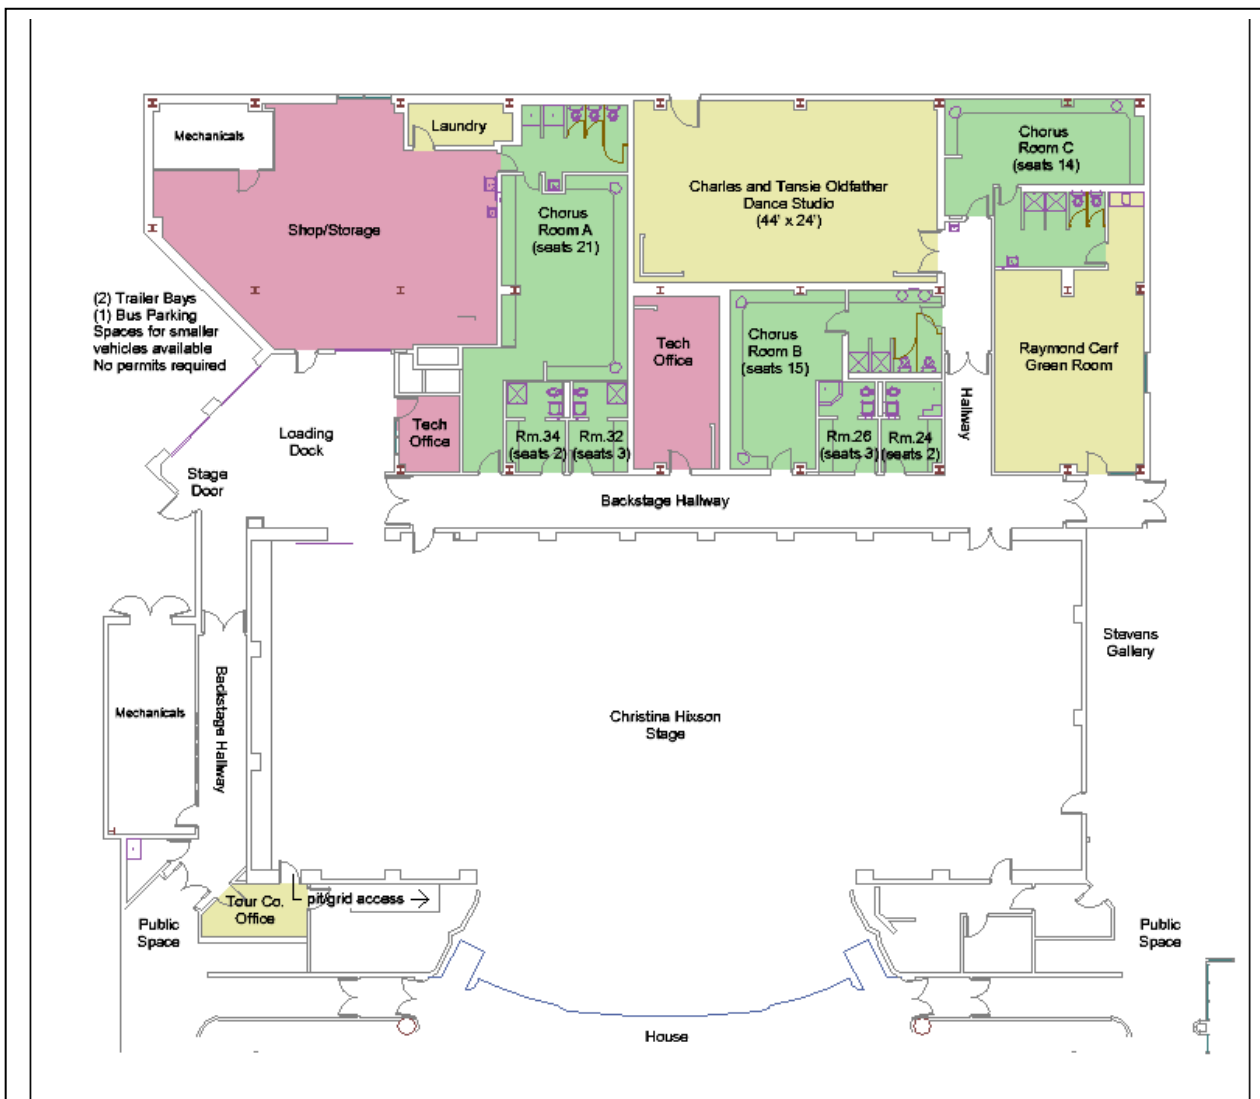 Mechanicals
Laundry
Shop/Storage
Chorus
Room A
(seats 21)
Charles and Tensie Oldfather
Dance Studio
(44' x 24')
Chorus
Room C
(seats 14)
(2) Trailer Bays
(1) Bus Parking
Spaces for smaller
vehicles available
No permits required
Tech
Office
Chorus
Room B
(seats 15)
Raymond Cerf
Green Room
Hallway
Loading
Dock
Tech
Office
Rm.34
(seats 2)
Rm.32
(seats 3)
Rm.26
(seats 3)
Rm.24
(seats 2)
Stage
Door
Backstage Hallway
Stevens
Gallery
Mechanicals
Backstage Hallway
Christina Hixson
Stage
Tour Co.
Office
pit/grid access
Public
Space
Public
Space
House